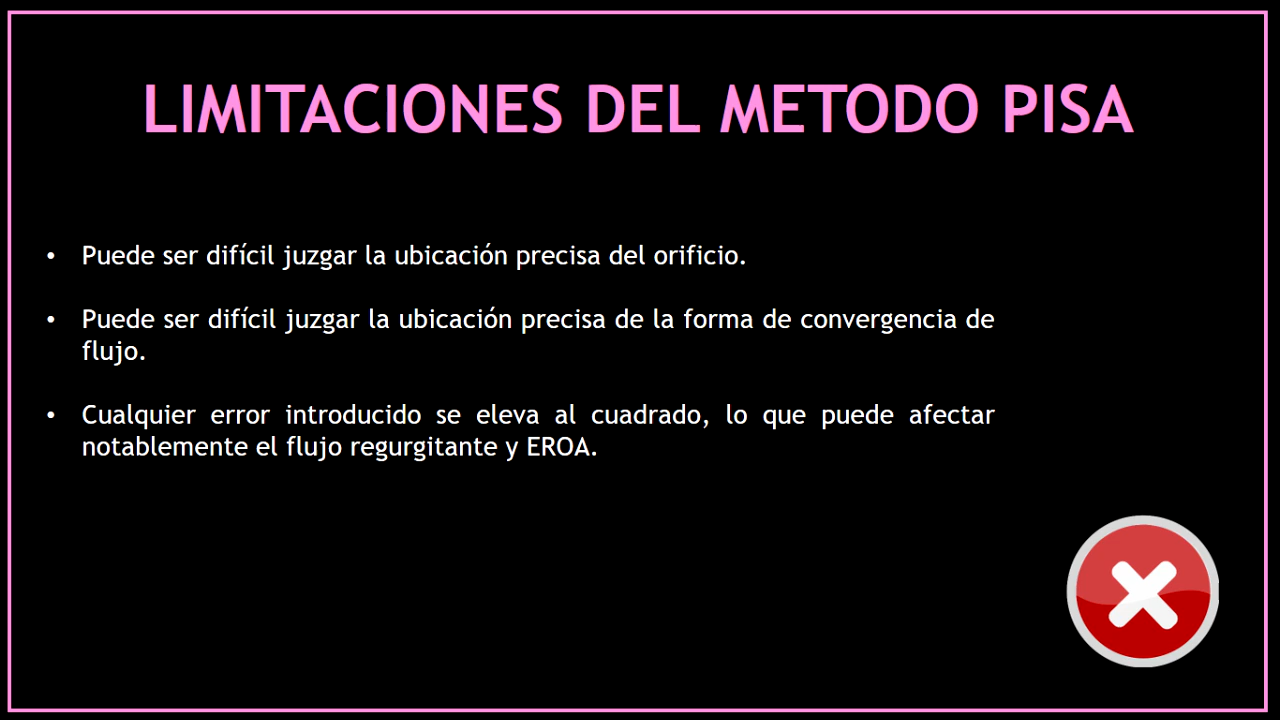 LIMITACIONES DEL METODO PISA
• Puede ser difícil juzgar la ubicación precisa del orificio.
• Puede ser difícil juzgar la ubicación precisa de la forma de convergencia de
flujo.
• Cualquier error introducido se eleva al cuadrado, lo que puede afectar
notablemente el flujo regurgitante y EROA.